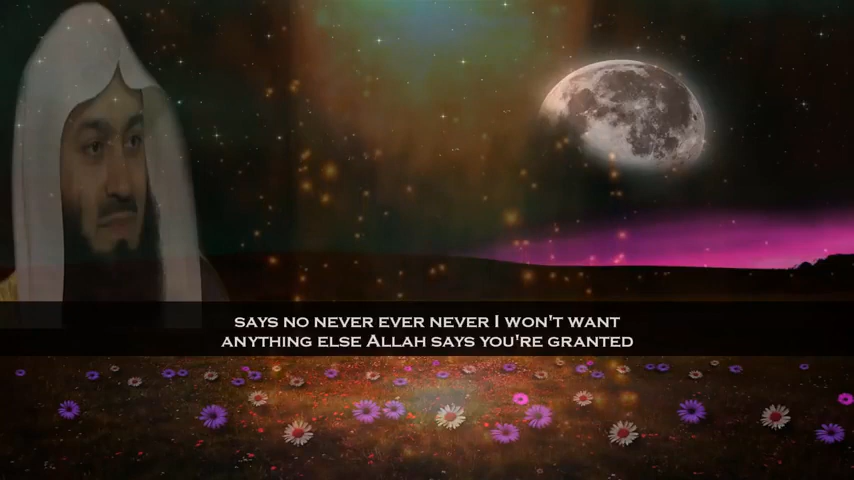 SAYS NO NEVER EVER NEVER I WON'T WANT
ANYTHING ELSE ALLAH SAYS YOU'RE GRANTED